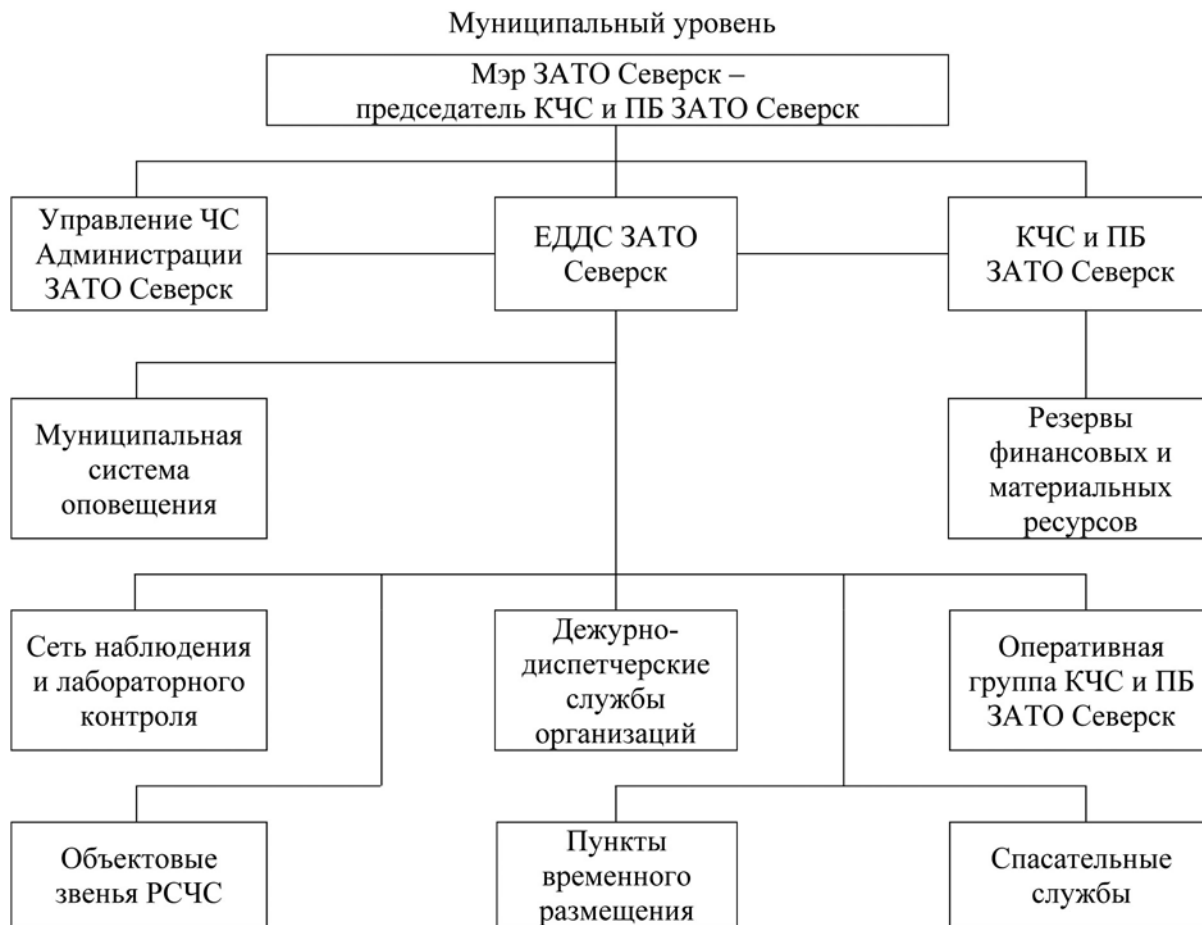 Муниципальный уровень
Мэр ЗАТО Северск –
председатель КЧС и ПБ ЗАТО Северск
Управление ЧС
Администрации
ЗАТО Северск
ЕДДС ЗАТО
Северск
КЧС и ПБ
ЗАТО Северск
Муниципальная
система
оповещения
Резервы
финансовых и
материальных
ресурсов
Сеть наблюдения
и лабораторного
контроля
Дежурно-
диспетчерские
службы
организаций
Оперативная
группа КЧС и ПБ
ЗАТО Северск
Объектовые
звенья РСЧС
Пункты
временного
размещения
Спасательные
службы